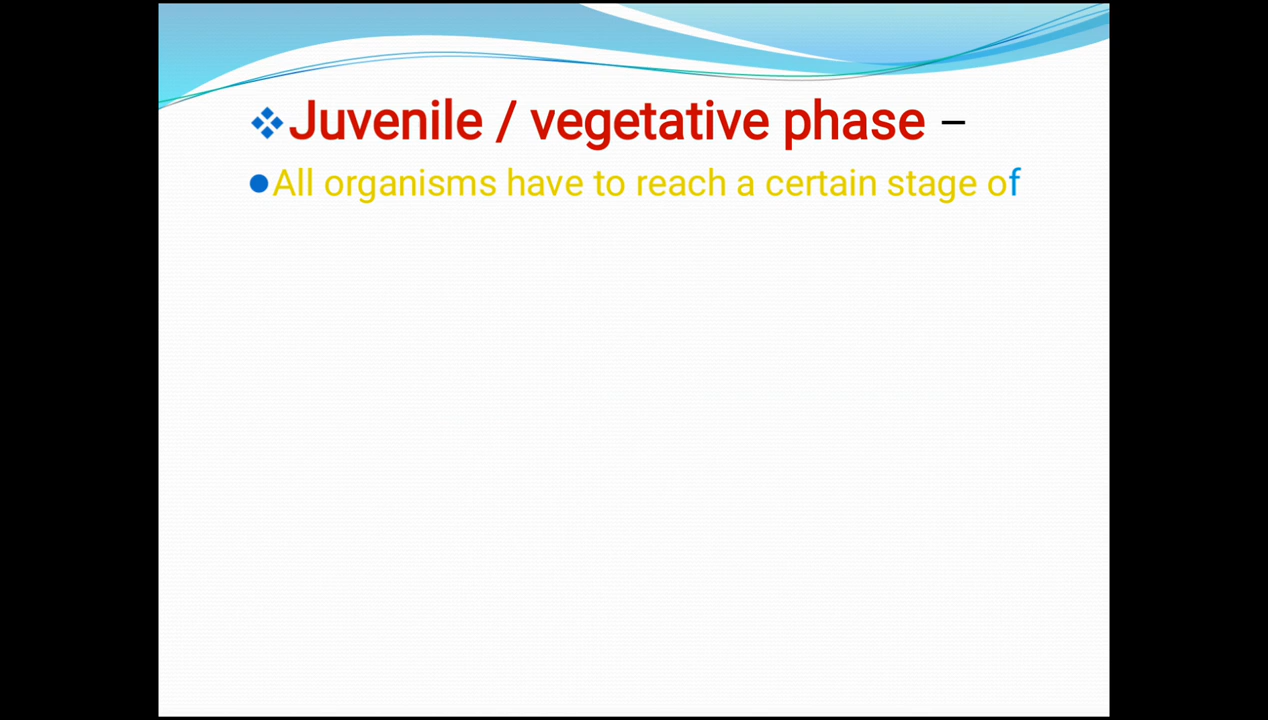 ❖Juvenile / vegetative phase –
●All organisms have to reach a certain stage of